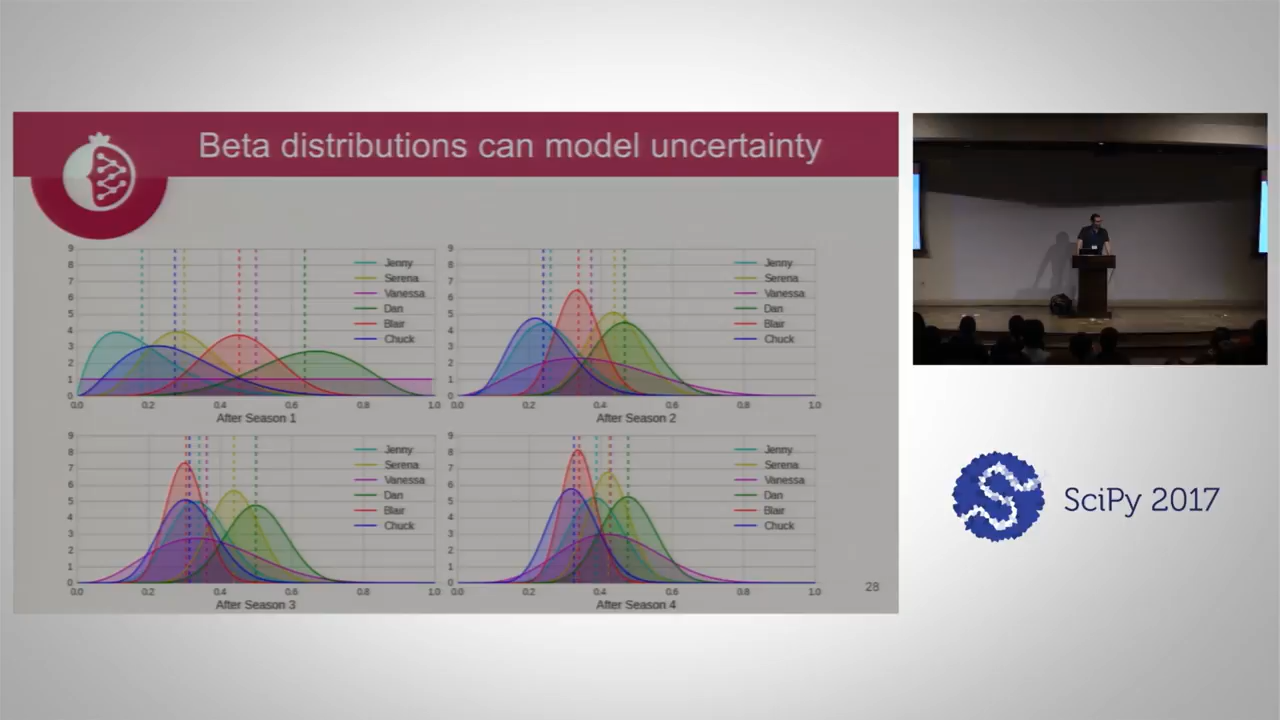 Beta distributions can model uncertainty
9
8
7
6
5
4
3
2
1
0
0.0 0.2 0.4 0.6 0.8 1.0
Jenny
Serena
Vanessa
Dan
Blair
Chuck
After Season 1
9
8
7
6
5
4
3
2
1
0
0.0 0.2 0.4 0.6 0.8 1.0
Jenny
Serena
Vanessa
Dan
Blair
Chuck
After Season 2
9
8
7
6
5
4
3
2
1
0
0.0 0.2 0.4 0.6 0.8 1.0
Jenny
Serena
Vanessa
Dan
Blair
Chuck
After Season 3
9
8
7
6
5
4
3
2
1
0
0.0 0.2 0.4 0.6 0.8 1.0
Jenny
Serena
Vanessa
Dan
Blair
Chuck
After Season 4
28
SciPy 2017